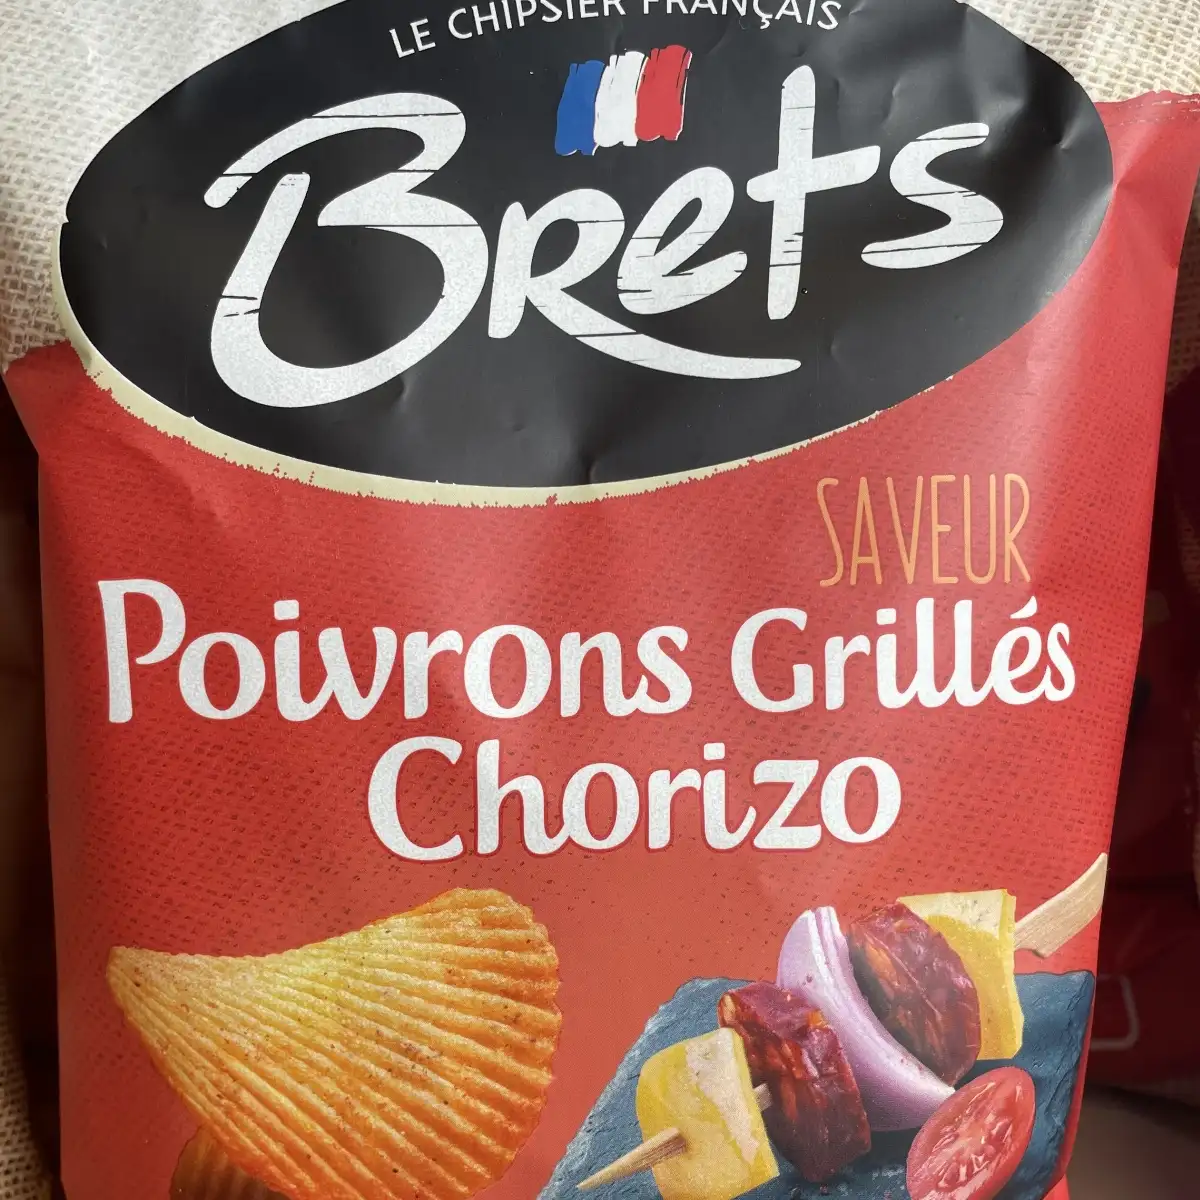 LE CHIPSIER FRANÇAIS
Brets
SAVEUR
Poivrons Grillés
Chorizo